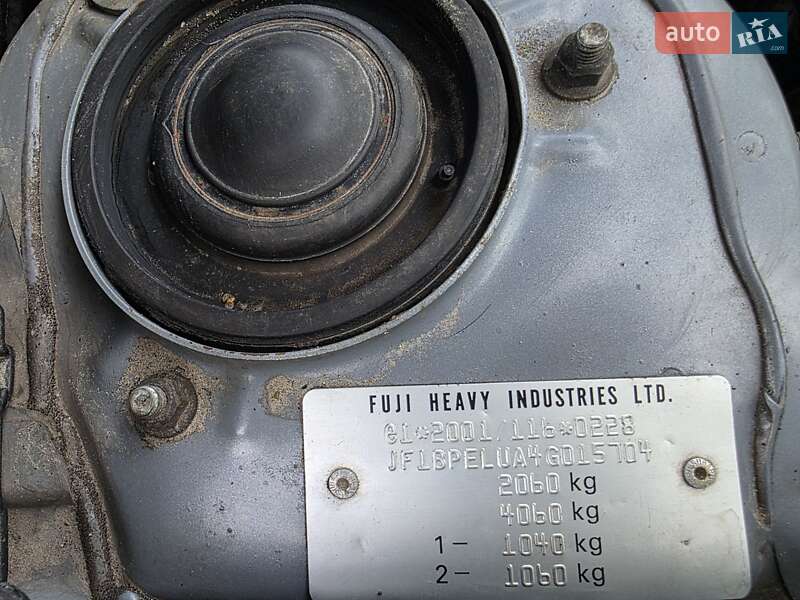 auto RIA
FUJI HEAVY INDUSTRIES LTD.
e1*2001/116*0228
JF1BPELUA4G015704
2060 kg
4060 kg
1- 1040 kg
2- 1060 kg